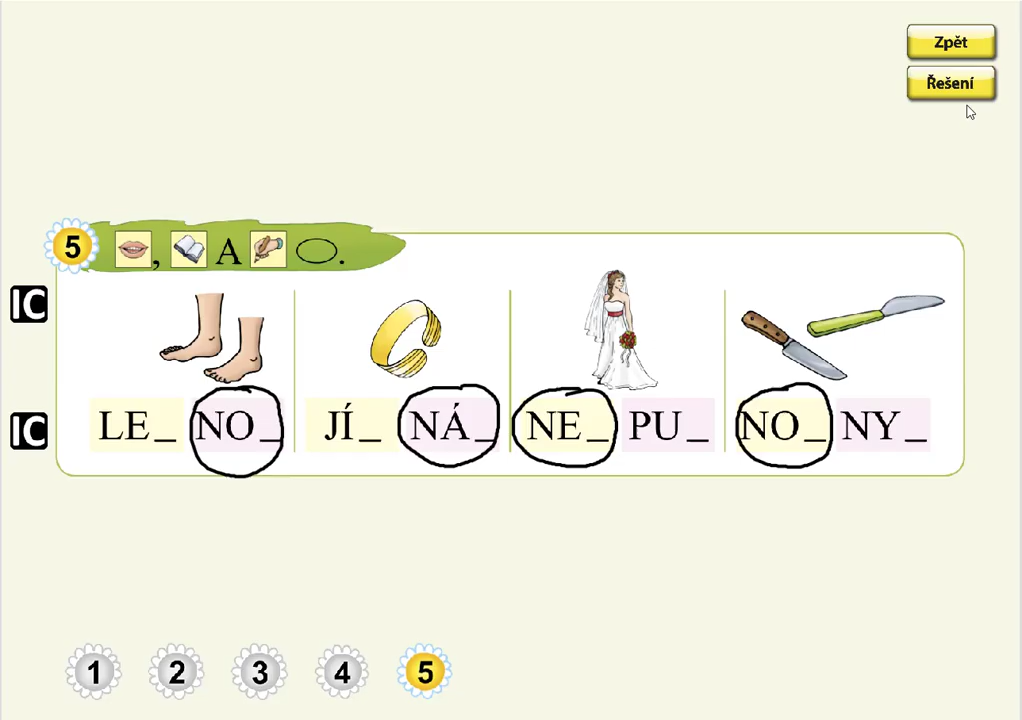 Zpět
Řešení
5 , A .
IC
IC
LE_ NO_ JÍ_ NÁ_ NE_ PU_ NO_ NY_
1 2 3 4 5